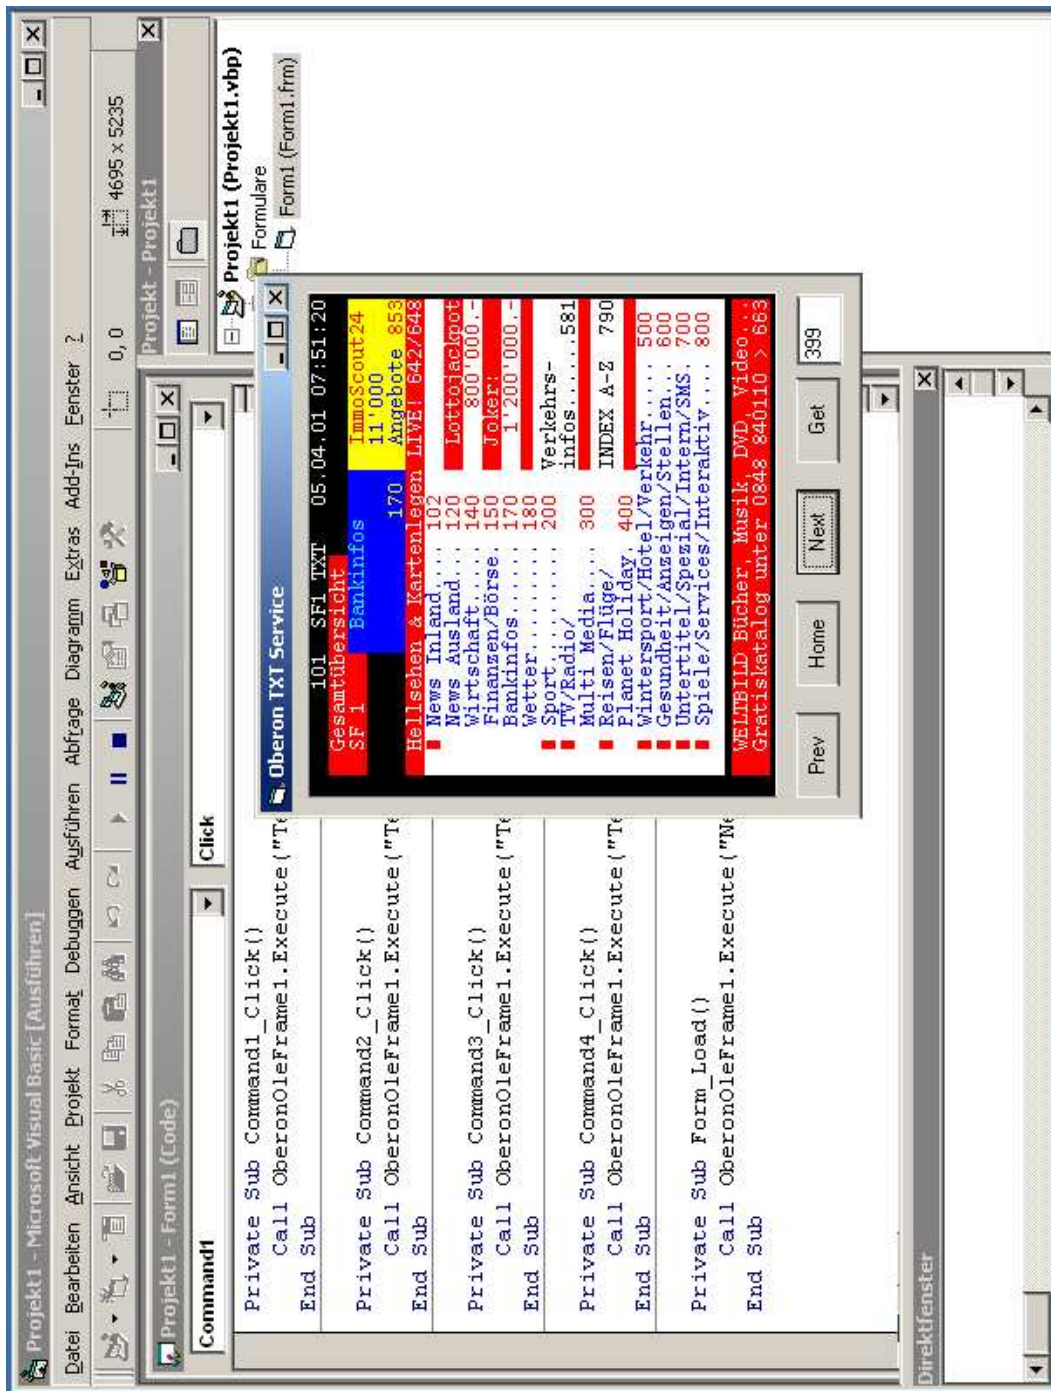 Projekt1 - Microsoft Visual Basic [Ausführen]
Datei Bearbeiten Ansicht Projekt Format Debuggen Ausführen Abfrage Diagramm Extras Add-Ins Fenster ?
0, 0 4695 x 5235
Projekt1 - Form1 (Code)
Command1 Click
Private Sub Command1_Click()
Call OberonOleFrame1.Execute("Te
End Sub
Private Sub Command2_Click()
Call OberonOleFrame1.Execute("Te
End Sub
Private Sub Command3_Click()
Call OberonOleFrame1.Execute("Te
End Sub
Private Sub Command4_Click()
Call OberonOleFrame1.Execute("Te
End Sub
Private Sub Form_Load()
Call OberonOleFrame1.Execute("Ne
End Sub
Direktfenster
Projekt - Projekt1
Projekt1 (Projekt1.vbp)
Formulare
Form1 (Form1.frm)
Oberon TXT Service
101 SF1 TXT 05.04.01 07:51:20
Gesamtübersicht
SF 1 Bankinfos ImmoScout24
11'000
170 Angebote 853
Hellsehen & Kartenlegen LIVE! 642/648
News Inland.... 102
News Ausland... 120 Lottojackpot
Wirtschaft..... 140 800'000.-
Finanzen/Börse. 150 Joker:
Bankinfos...... 170 1'200'000.-
Wetter......... 180
Sport.......... 200 Verkehrs-
TV/Radio/ infos.....581
Multi Media.... 300
Reisen/Flüge/ INDEX A-Z 790
Planet Holiday. 400
Wintersport/Hotel/Verkehr..... 500
Gesundheit/Anzeigen/Stellen... 600
Untertitel/Spezial/Intern/SMS. 700
Spiele/Services/Interaktiv.... 800
WELTBILD Bücher, Musik, DVD, Video...
Gratiskatalog unter 0848 840110 > 663
Prev Home Next Get 399